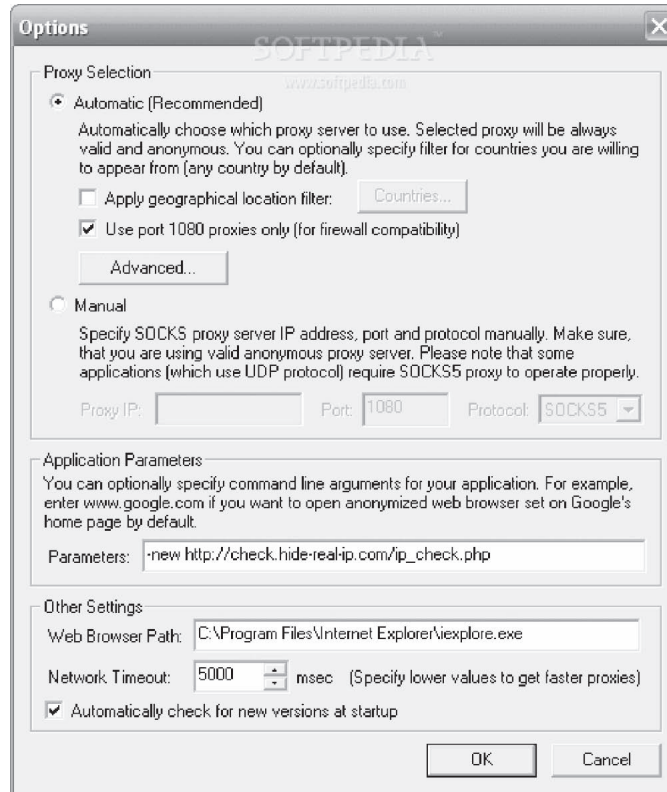 Options
SOFTPEDIA
www.softpedia.com
Proxy Selection
Automatic (Recommended)
Automatically choose which proxy server to use. Selected proxy will be always
valid and anonymous. You can optionally specify filter for countries you are willing
to appear from (any country by default).
Apply geographical location filter:
Countries...
Use port 1080 proxies only (for firewall compatibility)
Advanced...
Manual
Specify SOCKS proxy server IP address, port and protocol manually. Make sure,
that you are using valid anonymous proxy server. Please note that some
applications (which use UDP protocol) require SOCKS5 proxy to operate properly.
Proxy IP: Port: 1080 Protocol: SOCKS5
Application Parameters
You can optionally specify command line arguments for your application. For example,
enter www.google.com if you want to open anonymized web browser set on Google's
home page by default.
Parameters: -new http://check.hide-real-ip.com/ip_check.php
Other Settings
Web Browser Path: C:\Program Files\Internet Explorer\iexplore.exe
Network Timeout: 5000 msec (Specify lower values to get faster proxies)
Automatically check for new versions at startup
OK Cancel